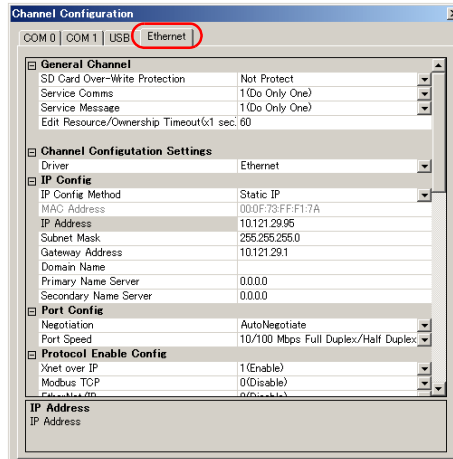 Channel Configuration
COM 0 | COM 1 | USB | Ethernet
General Channel
SD Card Over-Write Protection Not Protect
Service Comms 1(Do Only One)
Service Message 1(Do Only One)
Edit Resource/Ownership Timeout(x1 sec. 60
Channel Configutation Settings
Driver Ethernet
IP Config
IP Config Method Static IP
MAC Address 00:0F:73:FF:F1:7A
IP Address 10.121.29.95
Subnet Mask 255.255.255.0
Gateway Address 10.121.29.1
Domain Name
Primary Name Server 0.0.0.0
Secondary Name Server 0.0.0.0
Port Config
Negotiation AutoNegotiate
Port Speed 10/100 Mbps Full Duplex/Half Duplex
Protocol Enable Config
Xnet over IP 1(Enable)
Modbus TCP 0(Disable)
IP Address
IP Address